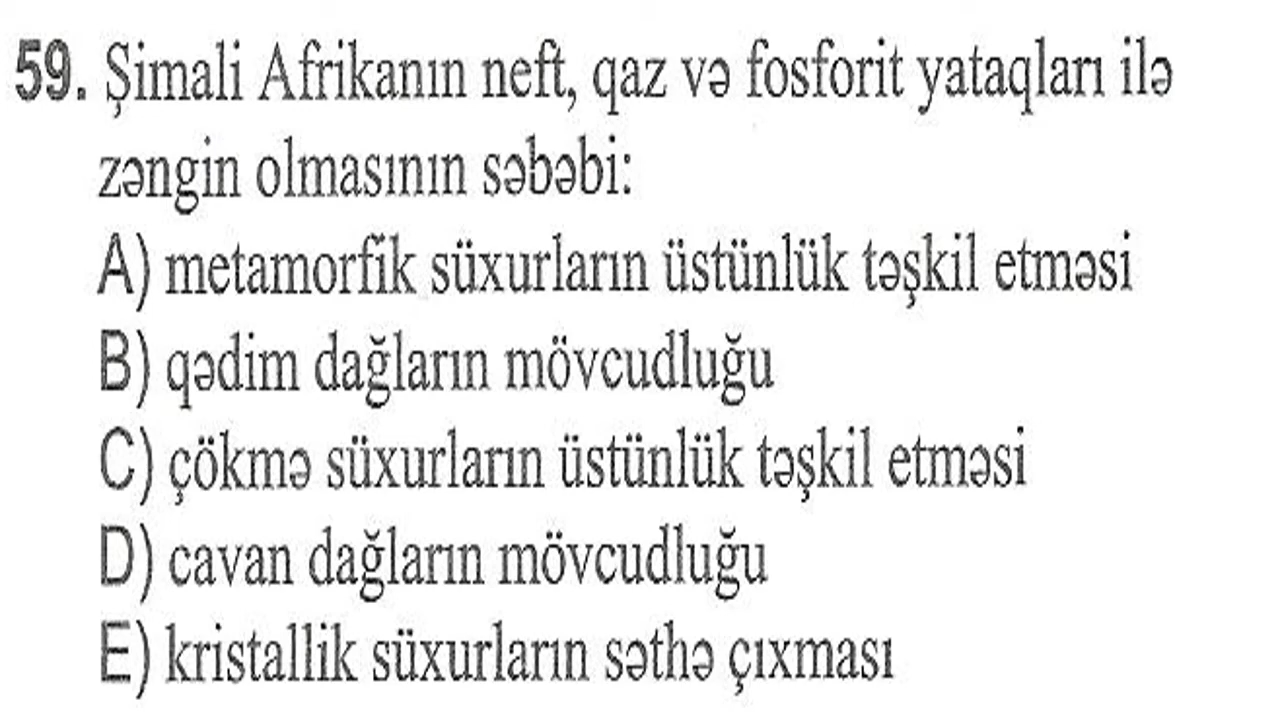 59. Şimali Afrikanın neft, qaz və fosforit yataqları ilə
zəngin olmasının səbəbi:
A) metamorfik süxurların üstünlük təşkil etməsi
B) qədim dağların mövcudluğu
C) çökmə süxurların üstünlük təşkil etməsi
D) cavan dağların mövcudluğu
E) kristallik süxurların səthə çıxması